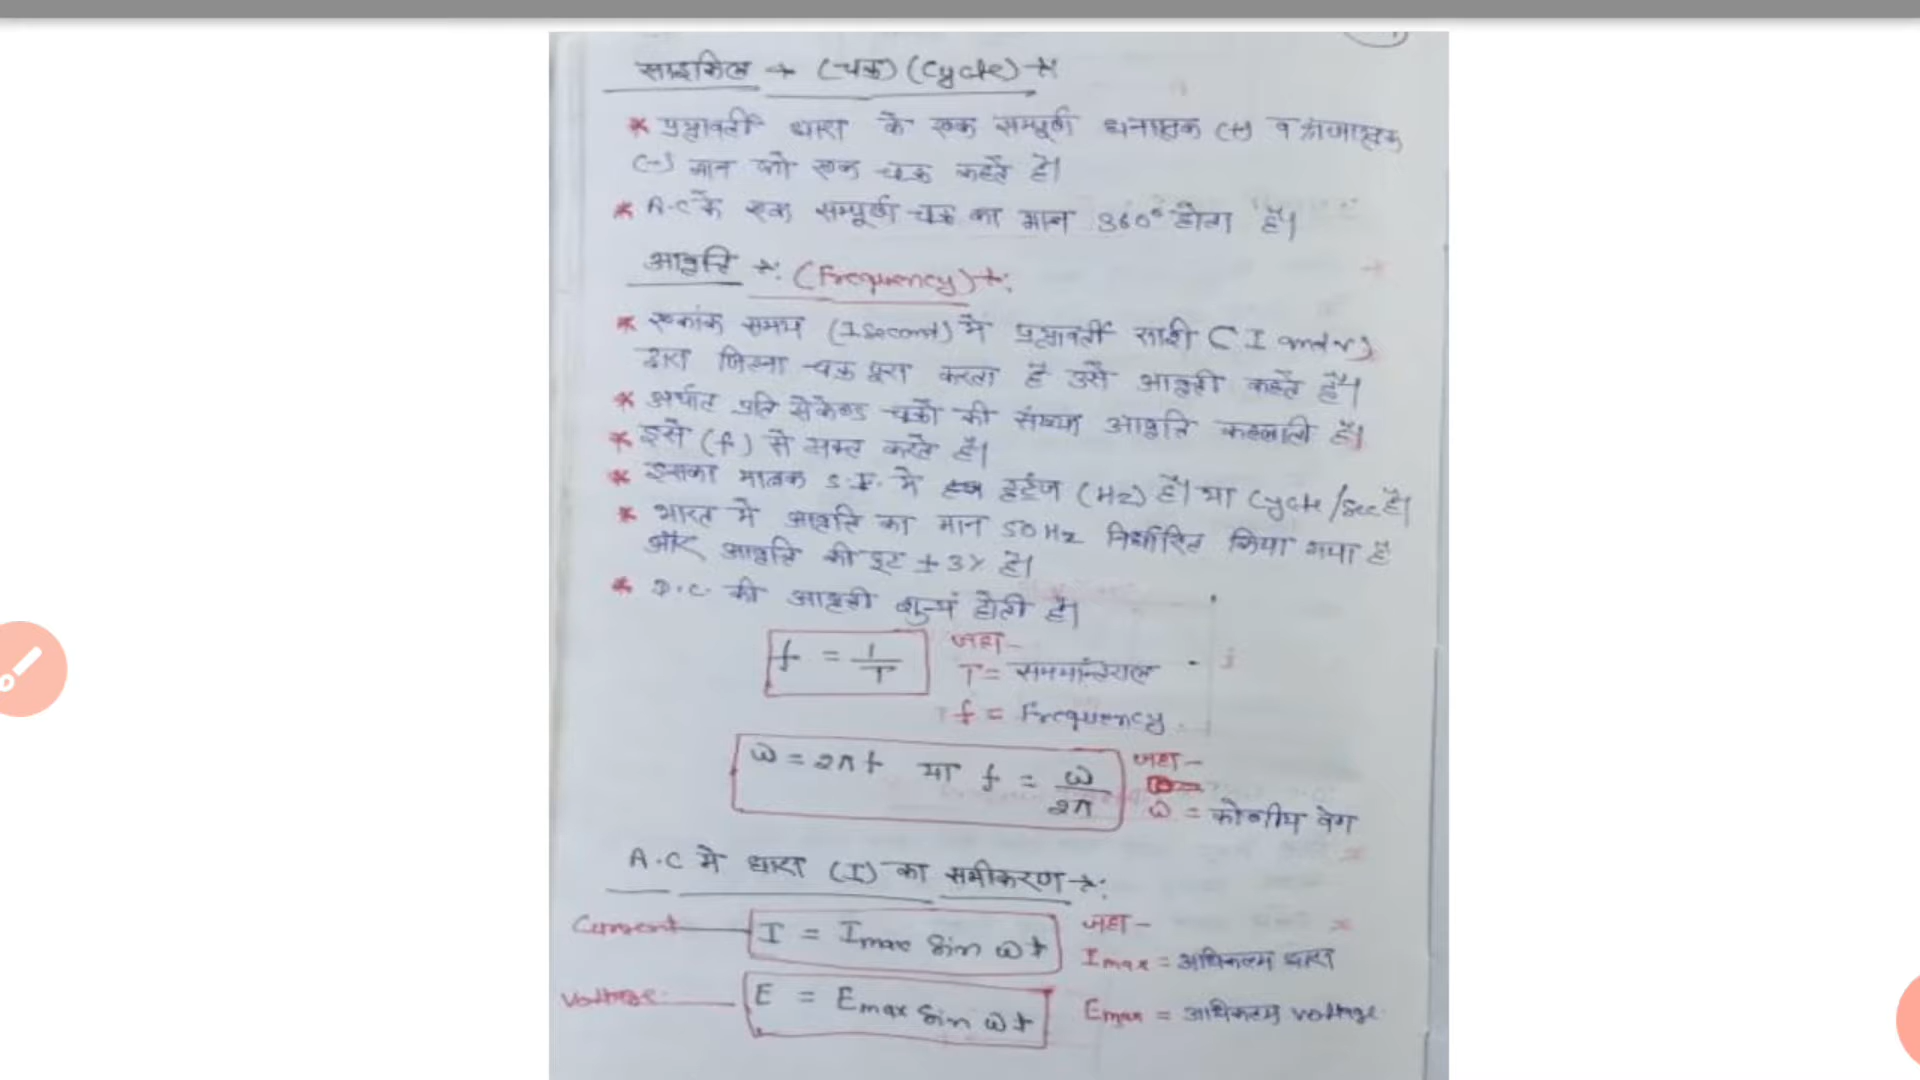 साइकिल → (चक्र) (Cycle) →:
* प्रत्यावर्ती धारा के एक सम्पूर्ण धनात्मक (+) व ऋणात्मक
(-) मान को एक चक्र कहते है।
* A.C के एक सम्पूर्ण चक्र का मान 360° होता है।
आवृत्ति →: (Frequency) →:
* एकांक समय (1 Second) में प्रत्यावर्ती राशी (I and V)
द्वारा जितना चक्र पूरा करता है उसे आवृती कहते है।
* अर्थात प्रति सेकेण्ड चक्रो की संख्या आवृति कहलाती है।
* इसे (f) से व्यक्त करते है।
* इसका मात्रक S.I. मे हर्ट्ज (Hz) है। या Cycle/Sec है।
* भारत मे आवृति का मान 50 Hz निर्धारित किया गया है
और आवृति की छूट ± 3% है।
* D.C. की आवृती शुन्य होती है।
f = 1/T जहा-
T = समयान्तराल
f = Frequency
ω = 2πf या f = ω/2π जहा-
ω = कोणीय वेग
A.C मे धारा (I) का समीकरण →:
Current I = Imax Sin ωt जहा-
Imax = अधिकतम धारा
Voltage E = Emax Sin ωt Emax = अधिकतम voltage